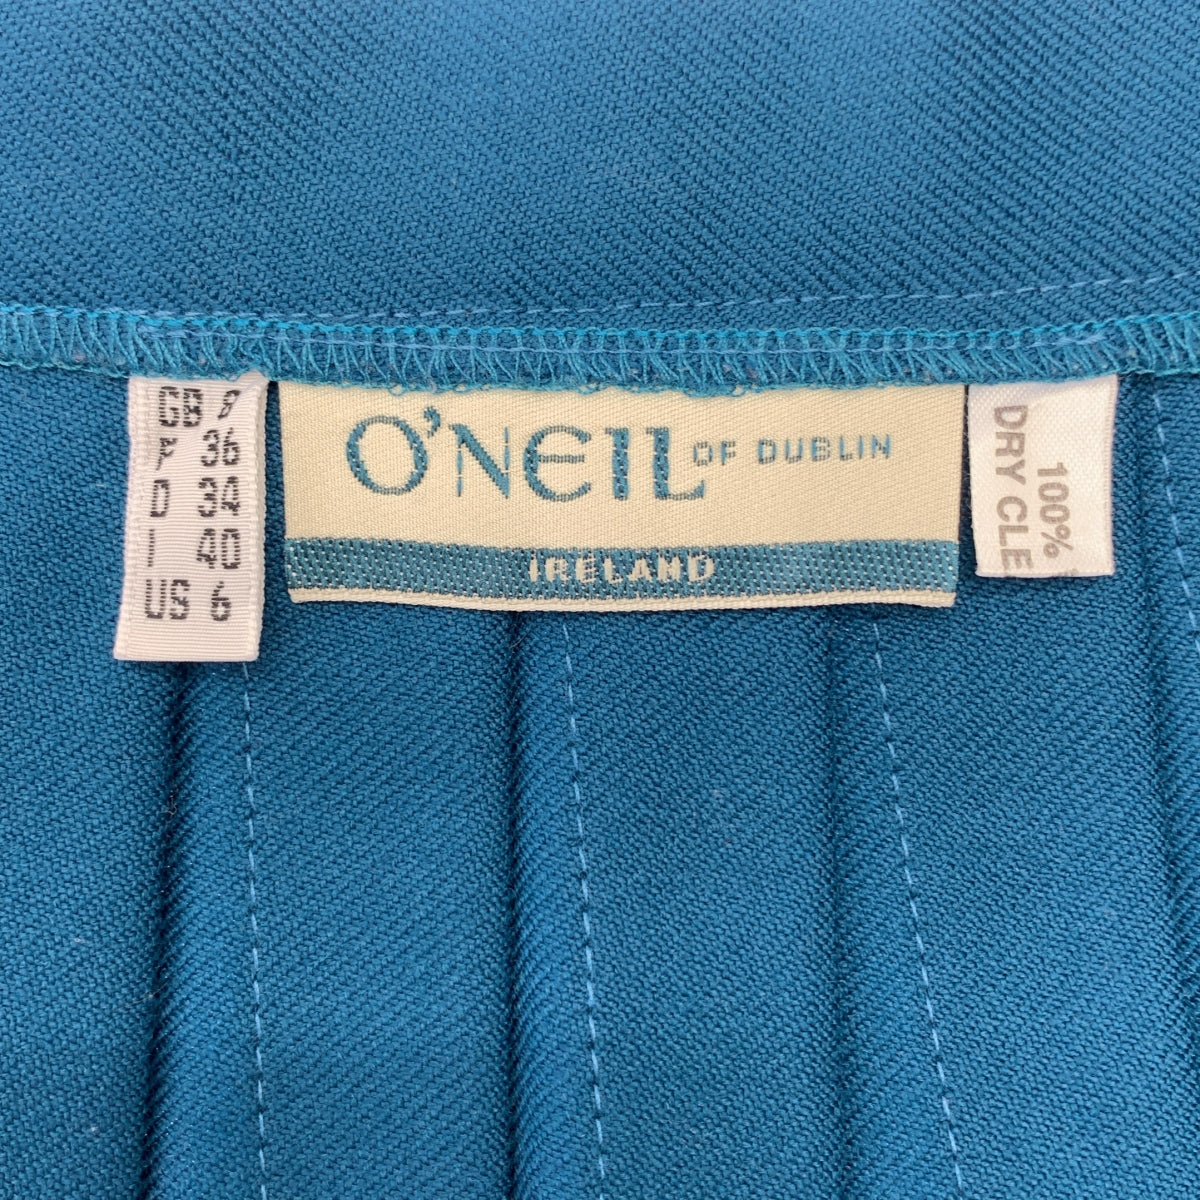 GB 8
F 36
D 34
I 40
US 6
O'NEIL OF DUBLIN
IRELAND
100%
DRY CLE